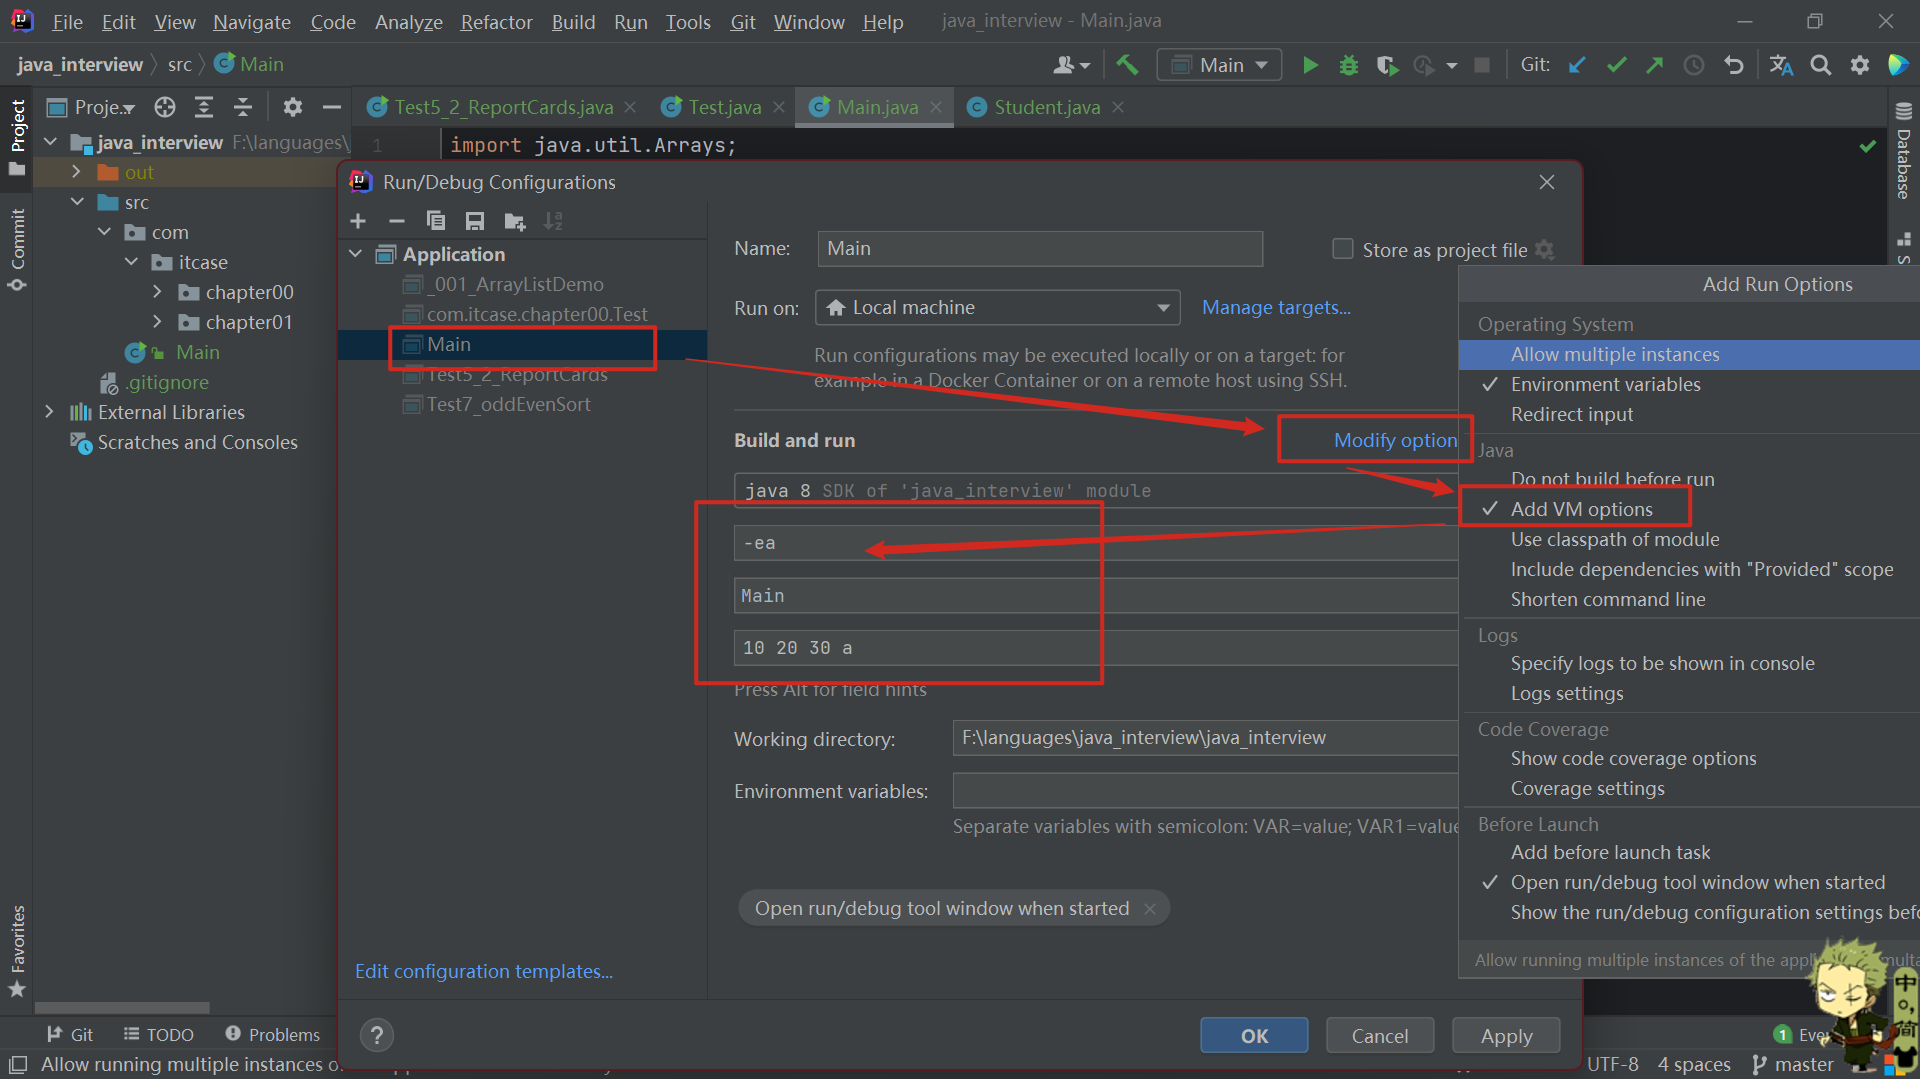 File Edit View Navigate Code Analyze Refactor Build Run Tools Git Window Help java_interview - Main.java
java_interview src Main
Main Git:
Project
Commit
Favorites
Database
Proje...
Test5_2_ReportCards.java Test.java Main.java Student.java
java_interview F:\languages\
out
src
com
itcase
chapter00
chapter01
Main
.gitignore
External Libraries
Scratches and Consoles
1 import java.util.Arrays;
Run/Debug Configurations
Application
_001_ArrayListDemo
com.itcase.chapter00.Test
Main
Test5_2_ReportCards
Test7_oddEvenSort
Edit configuration templates...
Name: Main Store as project file
Run on: Local machine Manage targets...
Run configurations may be executed locally or on a target: for
example in a Docker Container or on a remote host using SSH.
Build and run Modify option
java 8 SDK of 'java_interview' module
-ea
Main
10 20 30 a
Press Alt for field hints
Working directory: F:\languages\java_interview\java_interview
Environment variables:
Separate variables with semicolon: VAR=value; VAR1=value
Open run/debug tool window when started
? OK Cancel Apply
Add Run Options
Operating System
Allow multiple instances
Environment variables
Redirect input
Java
Do not build before run
Add VM options
Use classpath of module
Include dependencies with "Provided" scope
Shorten command line
Logs
Specify logs to be shown in console
Logs settings
Code Coverage
Show code coverage options
Coverage settings
Before Launch
Add before launch task
Open run/debug tool window when started
Show the run/debug configuration settings befo
Allow running multiple instances of the appl
中
简
Git TODO Problems 1 Eve
Allow running multiple instances o
UTF-8 4 spaces master